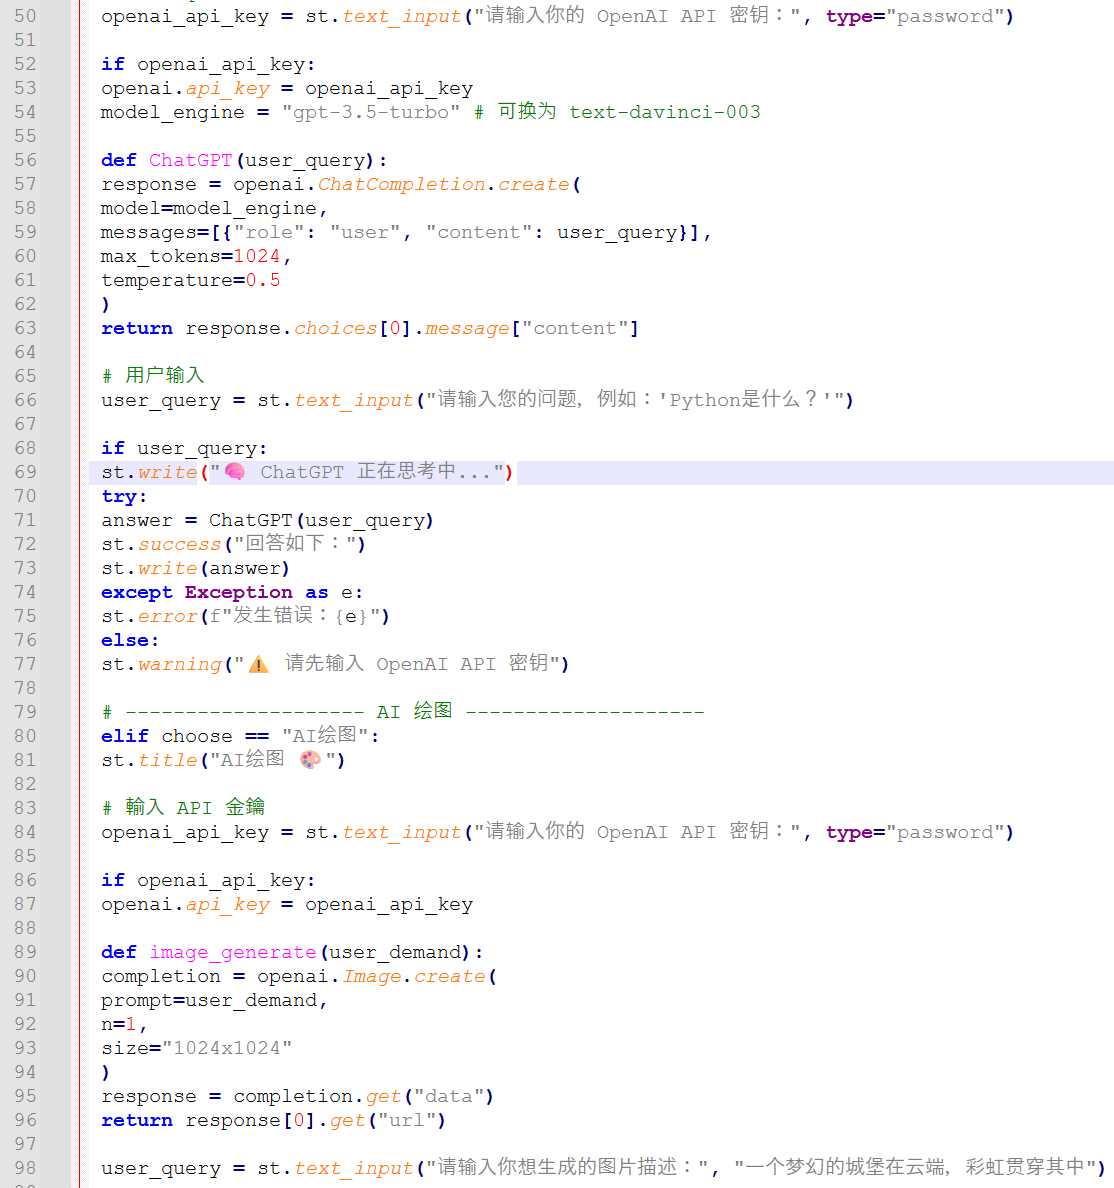 50 openai_api_key = st.text_input("请输入你的 OpenAI API 密钥：", type="password")
51
52 if openai_api_key:
53 openai.api_key = openai_api_key
54 model_engine = "gpt-3.5-turbo" # 可换为 text-davinci-003
55
56 def ChatGPT(user_query):
57 response = openai.ChatCompletion.create(
58 model=model_engine,
59 messages=[{"role": "user", "content": user_query}],
60 max_tokens=1024,
61 temperature=0.5
62 )
63 return response.choices[0].message["content"]
64
65 # 用户输入
66 user_query = st.text_input("请输入您的问题，例如：'Python是什么？'")
67
68 if user_query:
69 st.write("🧠 ChatGPT 正在思考中...")
70 try:
71 answer = ChatGPT(user_query)
72 st.success("回答如下：")
73 st.write(answer)
74 except Exception as e:
75 st.error(f"发生错误：{e}")
76 else:
77 st.warning("⚠️ 请先输入 OpenAI API 密钥")
78
79 # -------------------- AI 绘图 --------------------
80 elif choose == "AI绘图":
81 st.title("AI绘图 🎨")
82
83 # 輸入 API 金鑰
84 openai_api_key = st.text_input("请输入你的 OpenAI API 密钥：", type="password")
85
86 if openai_api_key:
87 openai.api_key = openai_api_key
88
89 def image_generate(user_demand):
90 completion = openai.Image.create(
91 prompt=user_demand,
92 n=1,
93 size="1024x1024"
94 )
95 response = completion.get("data")
96 return response[0].get("url")
97
98 user_query = st.text_input("请输入你想生成的图片描述：", "一个梦幻的城堡在云端，彩虹贯穿其中")